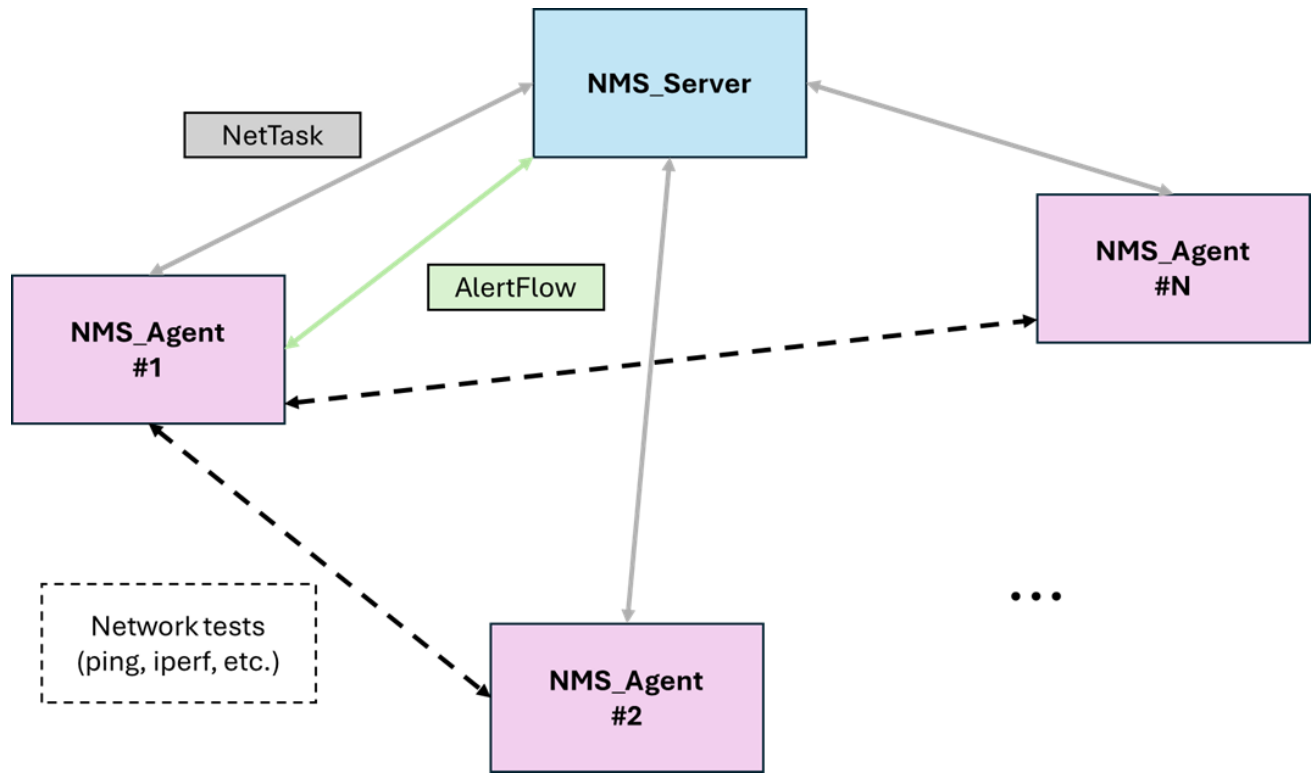 NMS_Server
NetTask
NMS_Agent
#N
AlertFlow
NMS_Agent
#1
Network tests
(ping, iperf, etc.)
...
NMS_Agent
#2